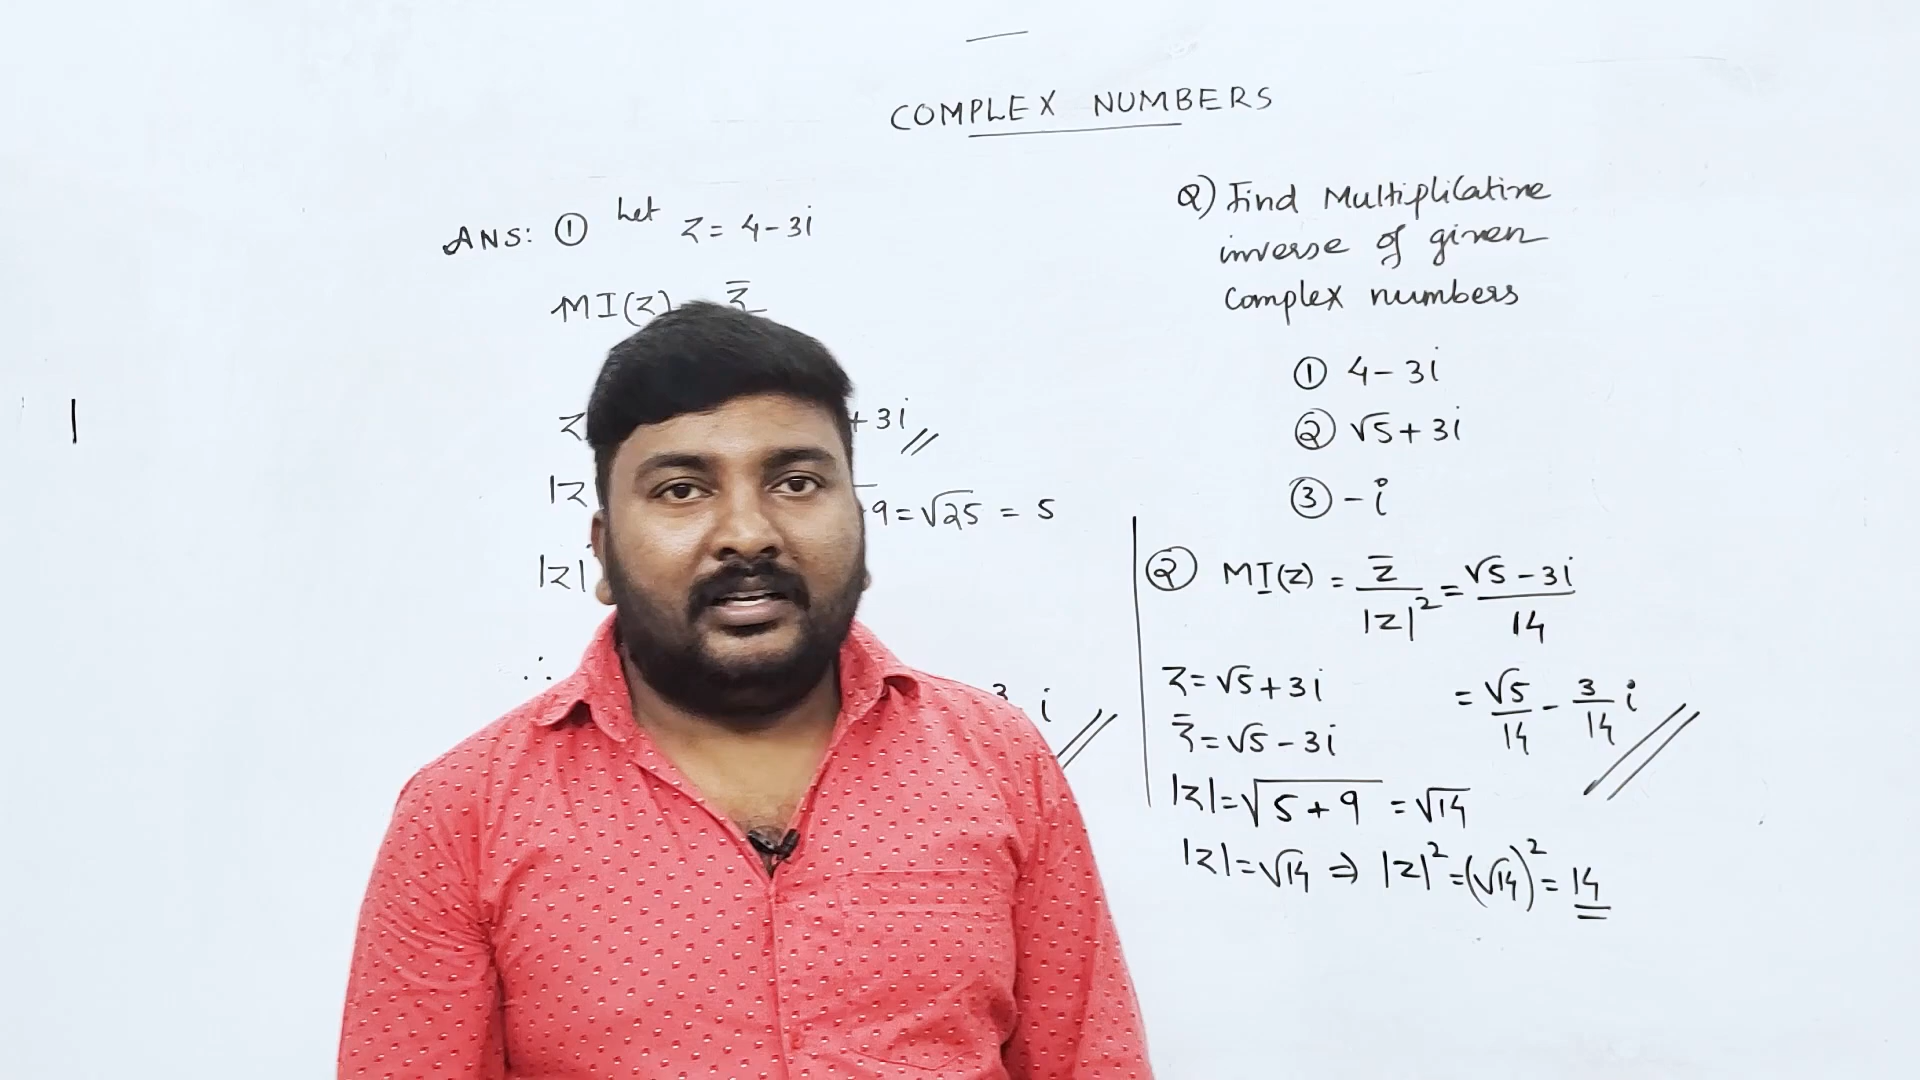 COMPLEX NUMBERS
ANS: ① Let z = 4 - 3i
MI(z) z̄
z + 3i
|z 9 = √25 = 5
|z|
∴ 3 i
Q) Find Multiplicative
inverse of given
complex numbers
① 4 - 3i
② √5 + 3i
③ - i
② MI(z) = z̄/|z|² = (√5 - 3i)/14
z = √5 + 3i
= √5/14 - 3/14 i
z̄ = √5 - 3i
|z| = √(5 + 9) = √14
|z| = √14 ⇒ |z|² = (√14)² = 14